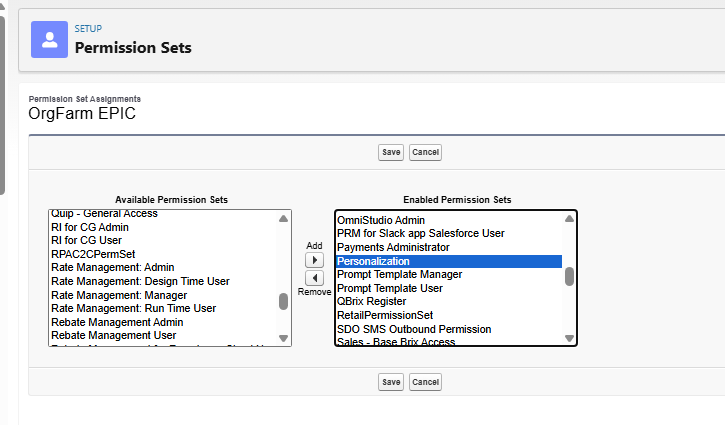 SETUP
Permission Sets
Permission Set Assignments
OrgFarm EPIC
Save Cancel
Available Permission Sets
Quip - General Access
RI for CG Admin
RI for CG User
RPAC2CPermSet
Rate Management: Admin
Rate Management: Design Time User
Rate Management: Manager
Rate Management: Run Time User
Rebate Management Admin
Rebate Management User
Add
Remove
Enabled Permission Sets
OmniStudio Admin
PRM for Slack app Salesforce User
Payments Administrator
Personalization
Prompt Template Manager
Prompt Template User
QBrix Register
RetailPermissionSet
SDO SMS Outbound Permission
Sales - Base Brix Access
Save Cancel